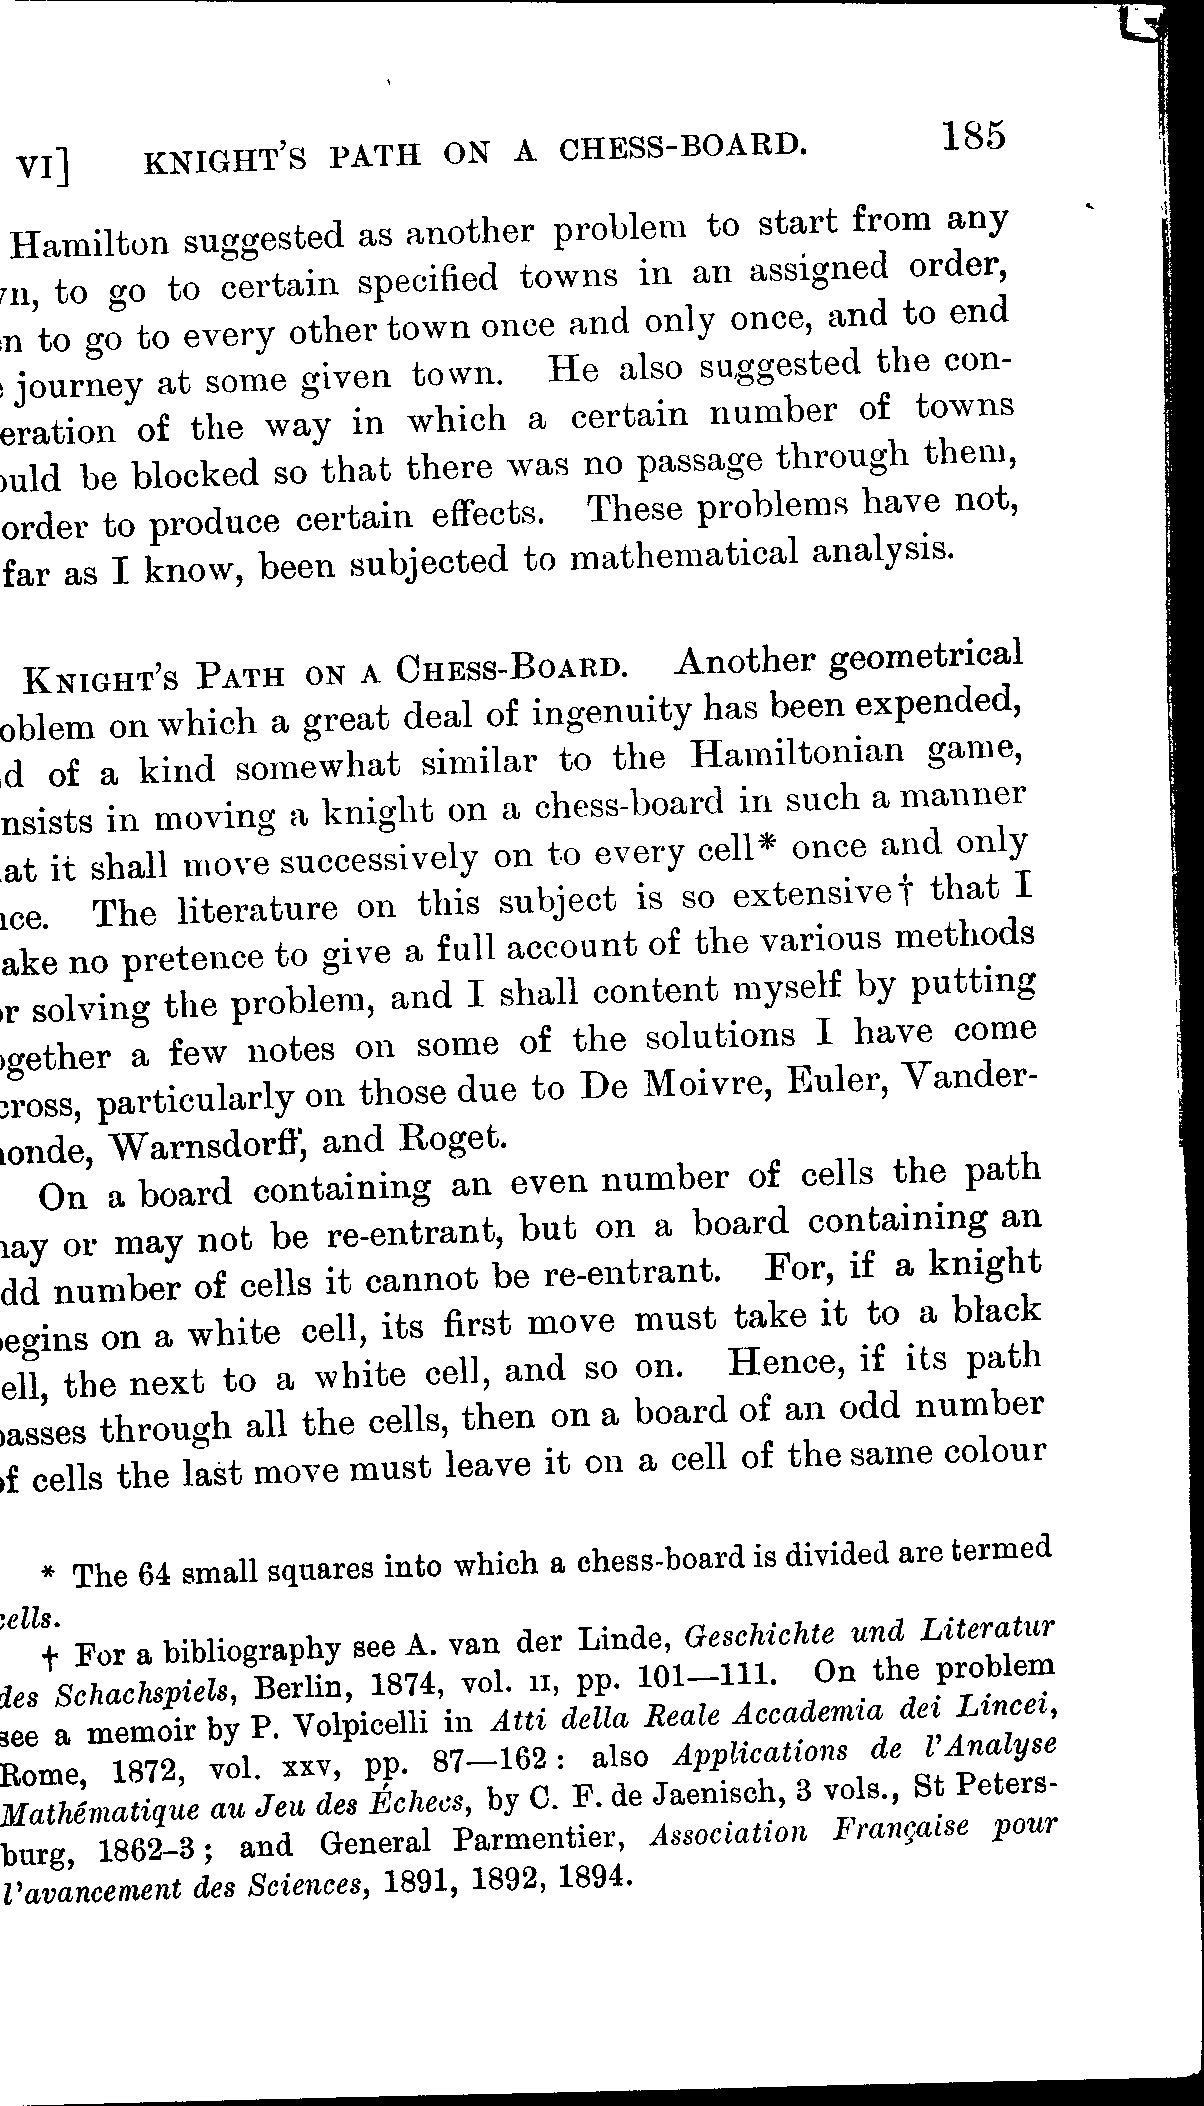 VI] KNIGHT'S PATH ON A CHESS-BOARD. 185
Hamilton suggested as another problem to start from any
n, to go to certain specified towns in an assigned order,
n to go to every other town once and only once, and to end
journey at some given town. He also suggested the con-
eration of the way in which a certain number of towns
ould be blocked so that there was no passage through them,
order to produce certain effects. These problems have not,
far as I know, been subjected to mathematical analysis.
KNIGHT'S PATH ON A CHESS-BOARD. Another geometrical
oblem on which a great deal of ingenuity has been expended,
d of a kind somewhat similar to the Hamiltonian game,
nsists in moving a knight on a chess-board in such a manner
at it shall move successively on to every cell* once and only
ce. The literature on this subject is so extensive† that I
ake no pretence to give a full account of the various methods
r solving the problem, and I shall content myself by putting
gether a few notes on some of the solutions I have come
cross, particularly on those due to De Moivre, Euler, Vander-
onde, Warnsdorff, and Roget.
On a board containing an even number of cells the path
ay or may not be re-entrant, but on a board containing an
dd number of cells it cannot be re-entrant. For, if a knight
egins on a white cell, its first move must take it to a black
ell, the next to a white cell, and so on. Hence, if its path
passes through all the cells, then on a board of an odd number
of cells the last move must leave it on a cell of the same colour
* The 64 small squares into which a chess-board is divided are termed
cells.
† For a bibliography see A. van der Linde, Geschichte und Literatur
des Schachspiels, Berlin, 1874, vol. II, pp. 101—111. On the problem
see a memoir by P. Volpicelli in Atti della Reale Accademia dei Lincei,
Rome, 1872, vol. XXV, pp. 87—162: also Applications de l'Analyse
Mathématique au Jeu des Échecs, by C. F. de Jaenisch, 3 vols., St Peters-
burg, 1862–3; and General Parmentier, Association Française pour
l'avancement des Sciences, 1891, 1892, 1894.